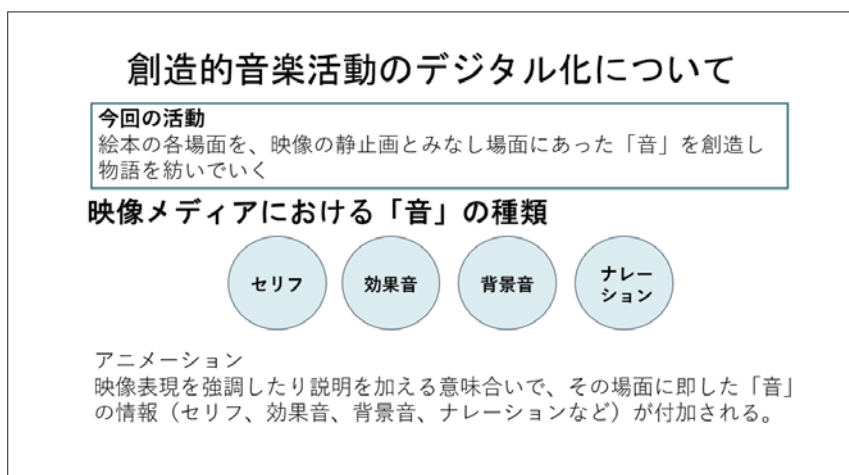 創造的音楽活動のデジタル化について
今回の活動
絵本の各場面を、映像の静止画とみなし場面にあった「音」を創造し
物語を紡いでいく
映像メディアにおける「音」の種類
セリフ
効果音
背景音
ナレー
ション
アニメーション
映像表現を強調したり説明を加える意味合いで、その場面に即した「音」
の情報（セリフ、効果音、背景音、ナレーションなど）が付加される。